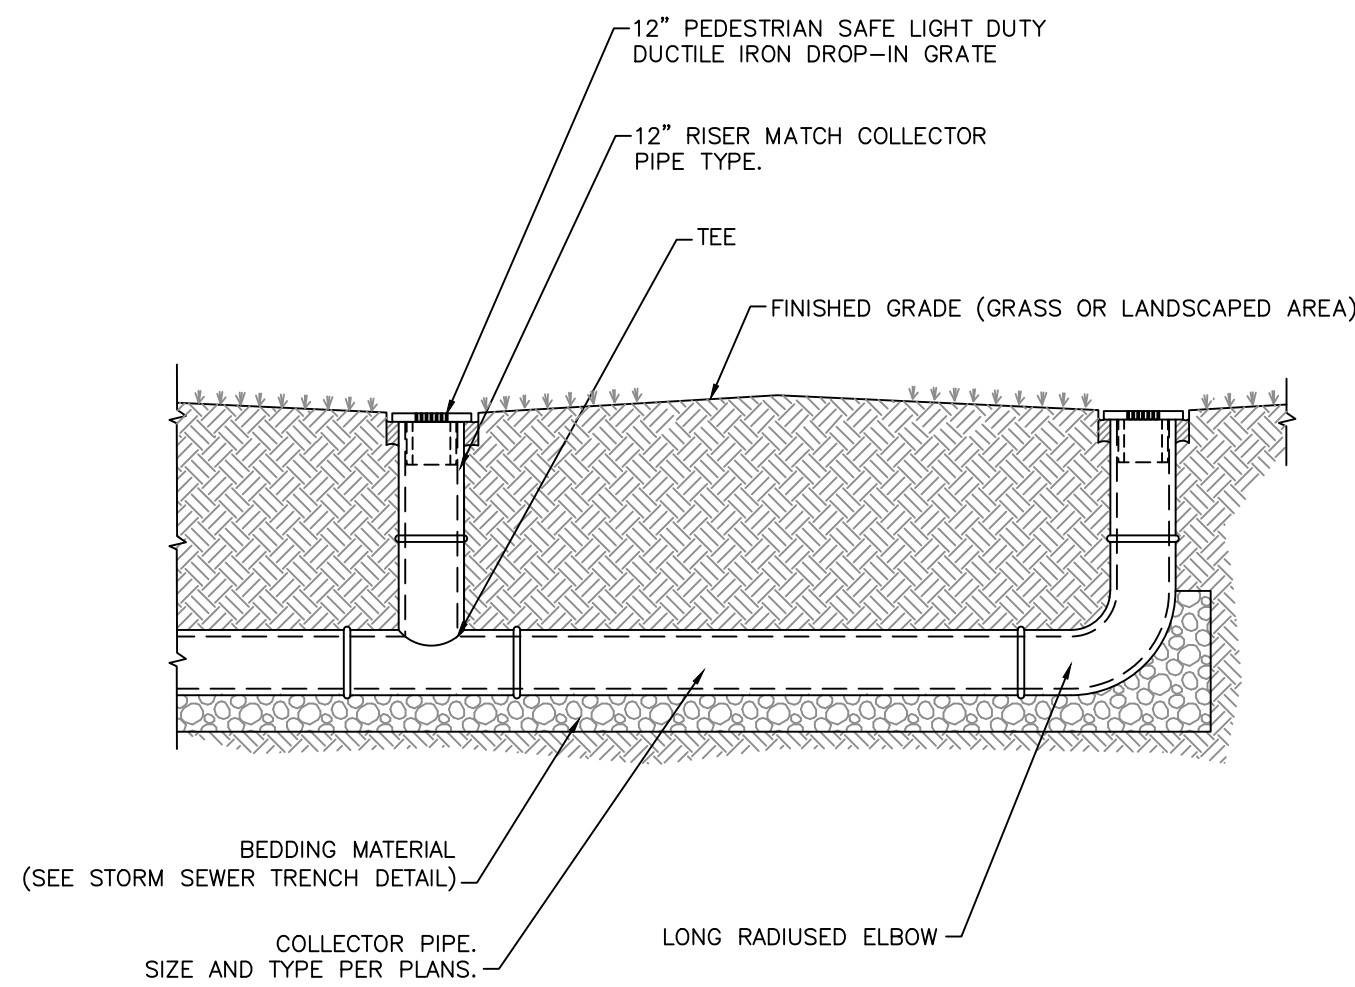 12” PEDESTRIAN SAFE LIGHT DUTY
DUCTILE IRON DROP-IN GRATE
12” RISER MATCH COLLECTOR
PIPE TYPE.
TEE
FINISHED GRADE (GRASS OR LANDSCAPED AREA)
BEDDING MATERIAL
(SEE STORM SEWER TRENCH DETAIL)
COLLECTOR PIPE.
SIZE AND TYPE PER PLANS.
LONG RADIUSED ELBOW